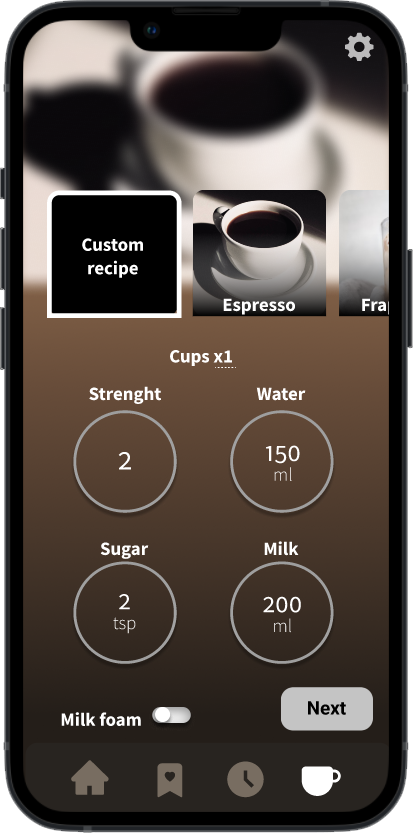 Custom
recipe
Espresso
Fra
Cups x1
Strenght
Water
2
150
ml
Sugar
Milk
2
tsp
200
ml
Milk foam
Next